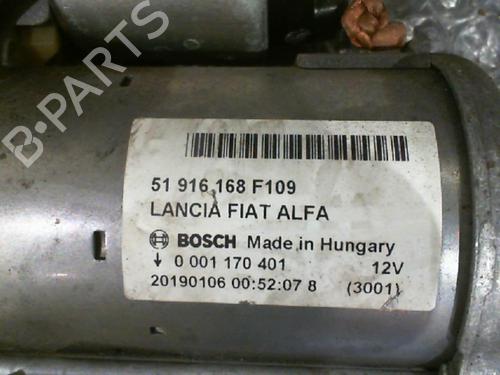 B-PARTS
51 916 168 F109
LANCIA FIAT ALFA
BOSCH Made in Hungary
0 001 170 401 12V
20190106 00:52:07 8 (3001)